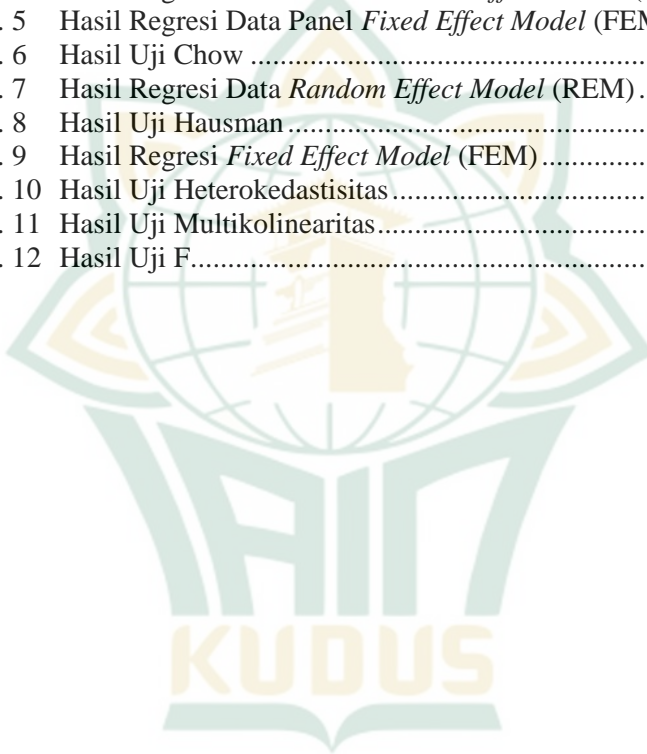 . 5 Hasil Regresi Data Panel Fixed Effect Model (FEM
. 6 Hasil Uji Chow ........................................................
. 7 Hasil Regresi Data Random Effect Model (REM) ..
. 8 Hasil Uji Hausman ...................................................
. 9 Hasil Regresi Fixed Effect Model (FEM) ................
. 10 Hasil Uji Heterokedastisitas .....................................
. 11 Hasil Uji Multikolinearitas .......................................
. 12 Hasil Uji F................................................................
IAIN
KUDUS